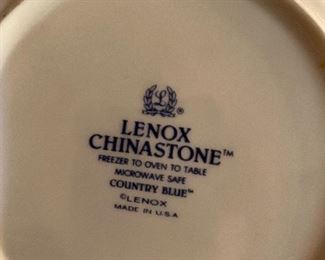 L
®
LENOX
CHINASTONE™
FREEZER TO OVEN TO TABLE
MICROWAVE SAFE
COUNTRY BLUE™
©LENOX
MADE IN U.S.A